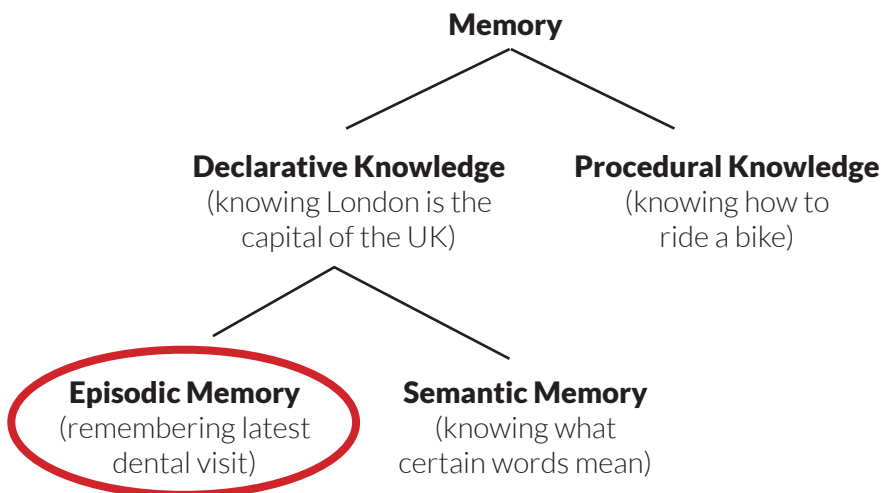 Memory
Declarative Knowledge
(knowing London is the
capital of the UK)
Procedural Knowledge
(knowing how to
ride a bike)
Episodic Memory
(remembering latest
dental visit)
Semantic Memory
(knowing what
certain words mean)